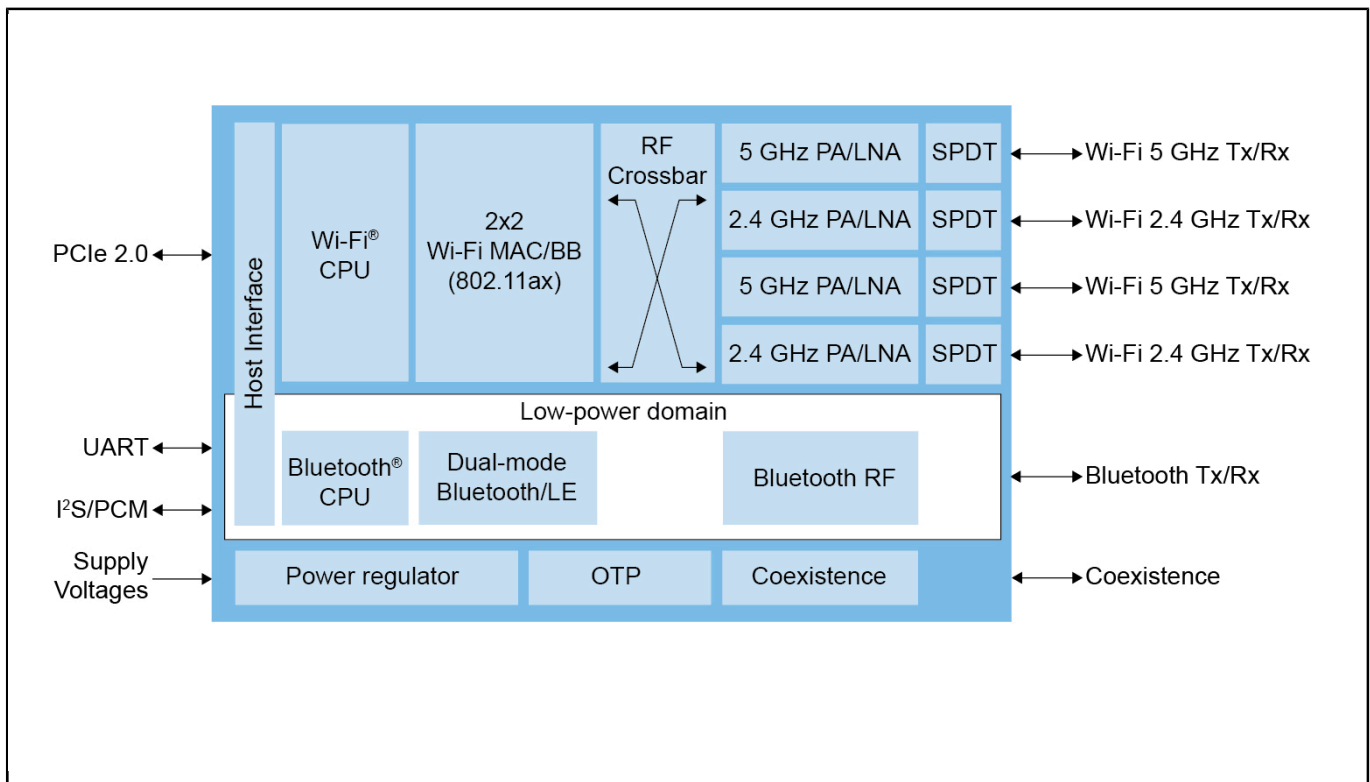 PCIe 2.0
UART
I²S/PCM
Supply
Voltages
Host Interface
Wi-Fi®
CPU
2x2
Wi-Fi MAC/BB
(802.11ax)
RF
Crossbar
5 GHz PA/LNA
SPDT
Wi-Fi 5 GHz Tx/Rx
2.4 GHz PA/LNA
SPDT
Wi-Fi 2.4 GHz Tx/Rx
5 GHz PA/LNA
SPDT
Wi-Fi 5 GHz Tx/Rx
2.4 GHz PA/LNA
SPDT
Wi-Fi 2.4 GHz Tx/Rx
Low-power domain
Bluetooth®
CPU
Dual-mode
Bluetooth/LE
Bluetooth RF
Bluetooth Tx/Rx
Power regulator
OTP
Coexistence
Coexistence